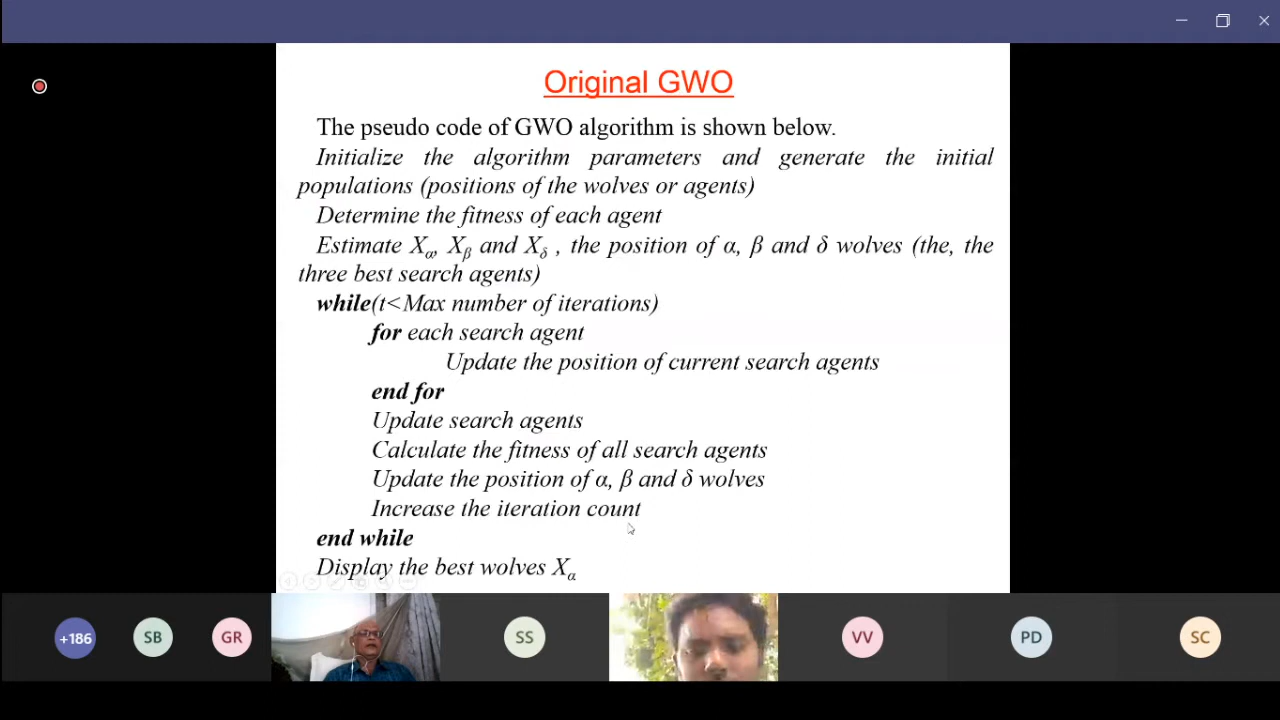 Original GWO
The pseudo code of GWO algorithm is shown below.
Initialize the algorithm parameters and generate the initial
populations (positions of the wolves or agents)
Determine the fitness of each agent
Estimate Xα, Xβ and Xδ , the position of α, β and δ wolves (the, the
three best search agents)
while(t<Max number of iterations)
for each search agent
Update the position of current search agents
end for
Update search agents
Calculate the fitness of all search agents
Update the position of α, β and δ wolves
Increase the iteration count
end while
Display the best wolves Xα
+186 SB GR SS VV PD SC